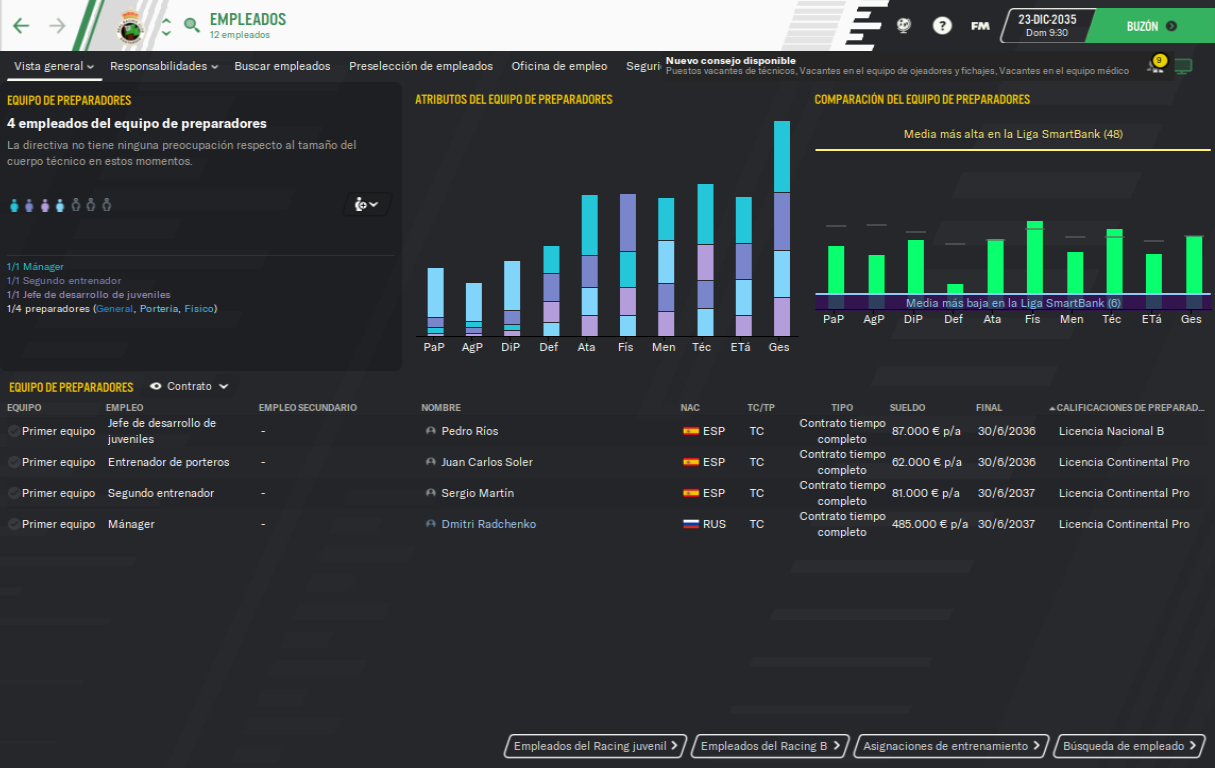 EMPLEADOS
12 empleados
FM
23-DIC-2035
Dom 9:30
BUZÓN
Vista general
Responsabilidades
Buscar empleados
Preselección de empleados
Oficina de empleo
Seguri
Nuevo consejo disponible
Puestos vacantes de técnicos, Vacantes en el equipo de ojeadores y fichajes, Vacantes en el equipo médico
9
EQUIPO DE PREPARADORES
4 empleados del equipo de preparadores
La directiva no tiene ninguna preocupación respecto al tamaño del
cuerpo técnico en estos momentos.
1/1 Mánager
1/1 Segundo entrenador
1/1 Jefe de desarrollo de juveniles
1/4 preparadores (General, Portería, Físico)
ATRIBUTOS DEL EQUIPO DE PREPARADORES
PaP AgP DiP Def Ata Fís Men Téc ETá Ges
COMPARACIÓN DEL EQUIPO DE PREPARADORES
Media más alta en la Liga SmartBank (48)
Media más baja en la Liga SmartBank (6)
PaP AgP DiP Def Ata Fís Men Téc ETá Ges
EQUIPO DE PREPARADORES Contrato
EQUIPO EMPLEO EMPLEO SECUNDARIO NOMBRE NAC TC/TP TIPO SUELDO FINAL CALIFICACIONES DE PREPARAD...
Primer equipo Jefe de desarrollo de juveniles - Pedro Ríos ESP TC Contrato tiempo completo 87.000 € p/a 30/6/2036 Licencia Nacional B
Primer equipo Entrenador de porteros - Juan Carlos Soler ESP TC Contrato tiempo completo 62.000 € p/a 30/6/2036 Licencia Continental Pro
Primer equipo Segundo entrenador - Sergio Martín ESP TC Contrato tiempo completo 81.000 € p/a 30/6/2037 Licencia Continental Pro
Primer equipo Mánager - Dmitri Radchenko RUS TC Contrato tiempo completo 485.000 € p/a 30/6/2037 Licencia Continental Pro
Empleados del Racing juvenil
Empleados del Racing B
Asignaciones de entrenamiento
Búsqueda de empleado